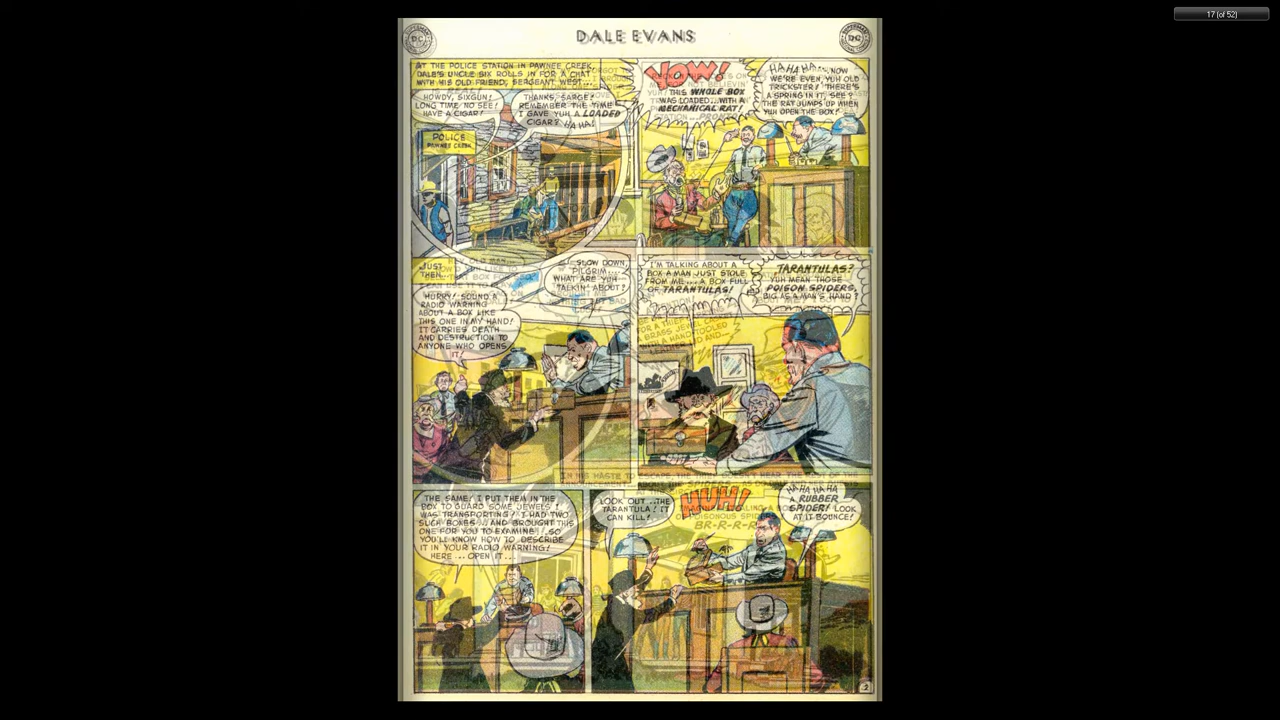 17 (of 52)
DALE EVANS
AT THE POLICE STATION IN PAWNEE CREEK,
DALE'S UNCLE SIX ROLLS IN FOR A CHAT
WITH HIS OLD FRIEND, SERGEANT WEST...
HOWDY, SIXGUN!
LONG TIME NO SEE!
HAVE A CIGAR!
THANKS, SARGE!
REMEMBER THE TIME
I GAVE YUH A LOADED
CIGAR? HA HA!
POLICE
PAWNEE CREEK
YOW!
THIS WHOLE BOX
WAS LOADED...WITH A
MECHANICAL RAT!
HA HA HA... NOW
WE'RE EVEN, YUH OLD
TRICKSTER! THERE'S
A SPRING IN IT, SEE?
THE RAT JUMPS UP WHEN
YUH OPEN THE BOX!
JUST
THEN...
HURRY! SOUND A
RADIO WARNING
ABOUT A BOX LIKE
THIS ONE IN MY HAND!
IT CARRIES DEATH
AND DESTRUCTION TO
ANYONE WHO OPENS
IT!
SLOW DOWN,
PILGRIM...
WHAT ARE YUH
TALKIN' ABOUT?
I'M TALKING ABOUT A
BOX A MAN JUST STOLE
FROM ME...A BOX FULL
OF TARANTULAS!
TARANTULAS?
YUH MEAN THOSE
POISON SPIDERS,
BIG AS A MAN'S HAND?
THE SAME! I PUT THEM IN THE
BOX TO GUARD SOME JEWELS I
WAS TRANSPORTING! I HAD TWO
SUCH BOXES...AND BROUGHT THIS
ONE FOR YOU TO EXAMINE...SO
YOU'LL KNOW HOW TO DESCRIBE
IT IN YOUR RADIO WARNING!
HERE...OPEN IT...
LOOK OUT...THE
TARANTULA! IT
CAN KILL!
HUH!
BR-R-R-R
HA HA HA HA
A RUBBER
SPIDER! LOOK
AT IT BOUNCE!
2